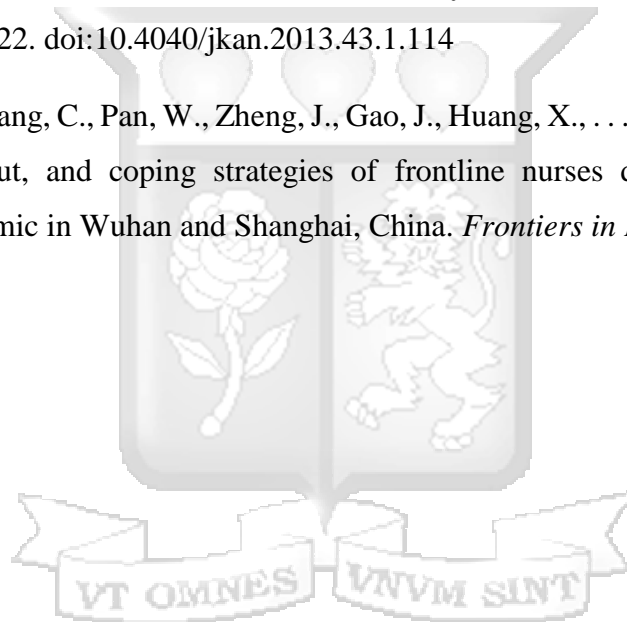 22. doi:10.4040/jkan.2013.43.1.114
ang, C., Pan, W., Zheng, J., Gao, J., Huang, X., . . .
ut, and coping strategies of frontline nurses
mic in Wuhan and Shanghai, China. Frontiers in
VT OMNES VNVM SINT